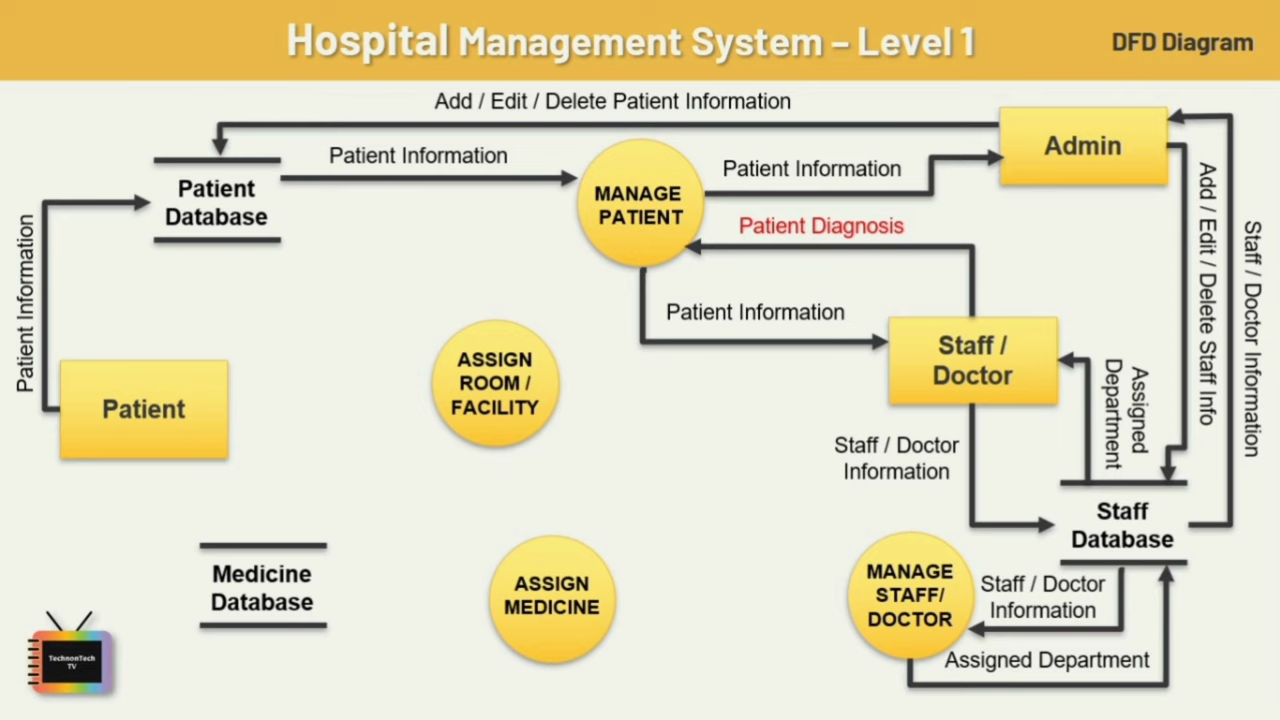 Hospital Management System – Level 1
DFD Diagram
Add / Edit / Delete Patient Information
Patient Information
Patient
Database
MANAGE
PATIENT
Patient Information
Admin
Patient Diagnosis
Patient Information
Patient Information
Add / Edit / Delete Staff Info
Staff / Doctor Information
ASSIGN
ROOM /
FACILITY
Staff /
Doctor
Patient
Assigned
Department
Staff / Doctor
Information
Staff
Database
Medicine
Database
ASSIGN
MEDICINE
MANAGE
STAFF/
DOCTOR
Staff / Doctor
Information
Assigned Department
TechnonTech
TV